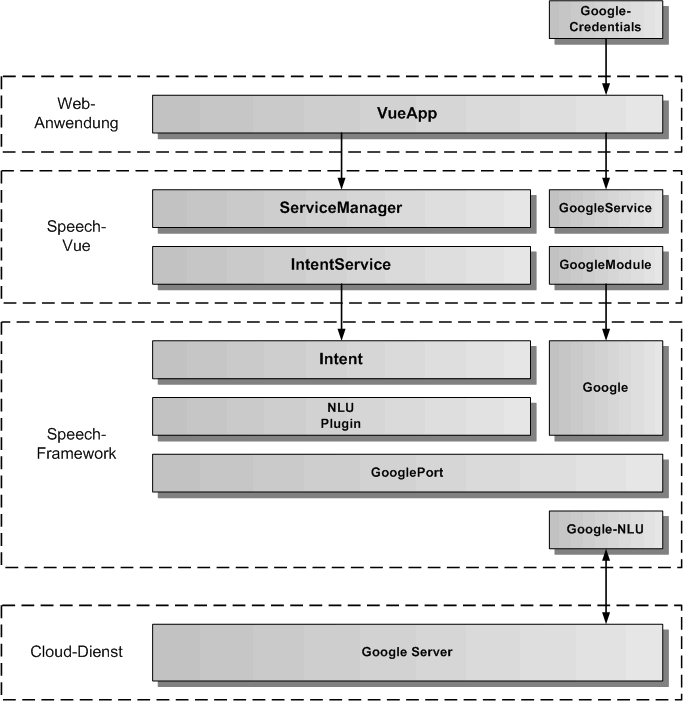 Google-
Credentials
Web-
Anwendung
VueApp
Speech-
Vue
ServiceManager
GoogleService
IntentService
GoogleModule
Speech-
Framework
Intent
Google
NLU
Plugin
GooglePort
Google-NLU
Cloud-Dienst
Google Server